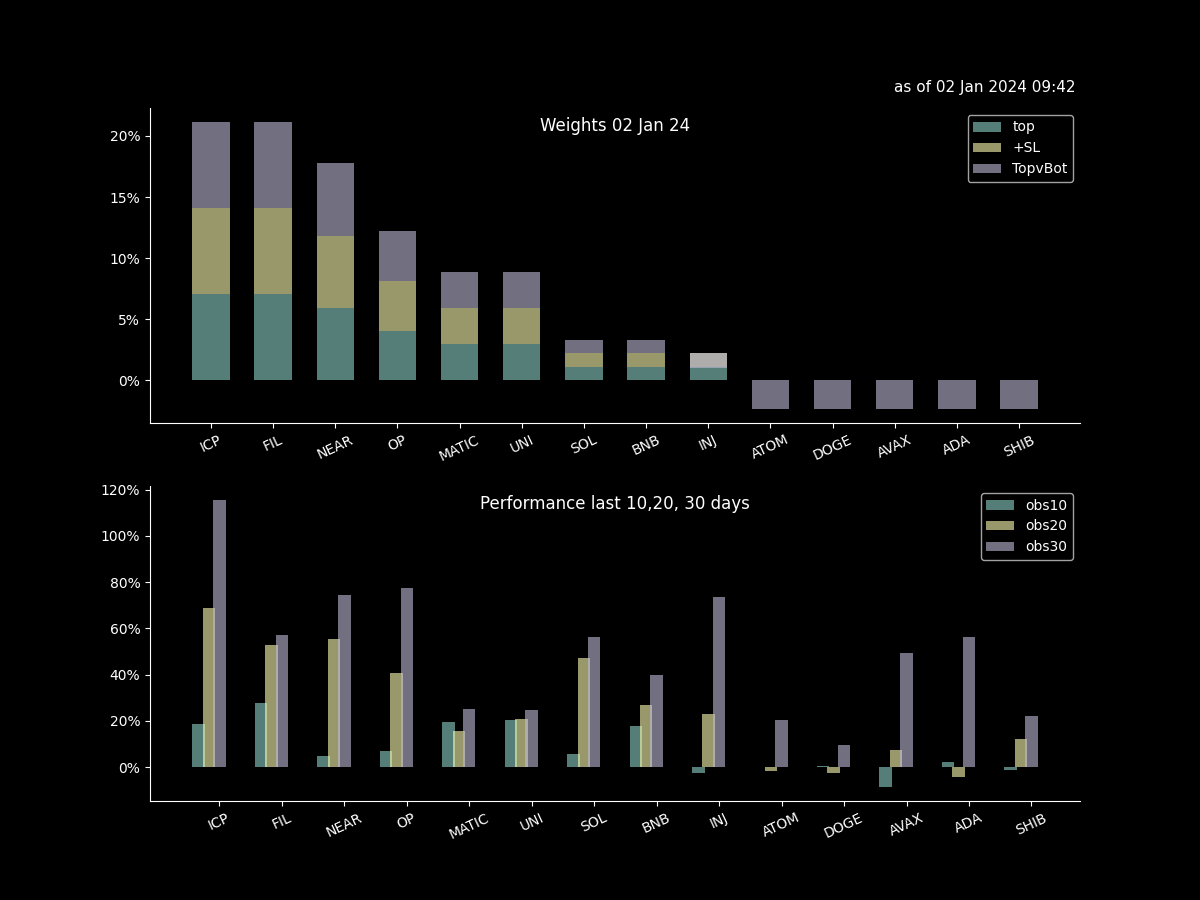 as of 02 Jan 2024 09:42
Weights 02 Jan 24
top
+SL
TopvBot
20%
15%
10%
5%
0%
ICP FIL NEAR OP MATIC UNI SOL BNB INJ ATOM DOGE AVAX ADA SHIB
Performance last 10,20, 30 days
obs10
obs20
obs30
120%
100%
80%
60%
40%
20%
0%
ICP FIL NEAR OP MATIC UNI SOL BNB INJ ATOM DOGE AVAX ADA SHIB